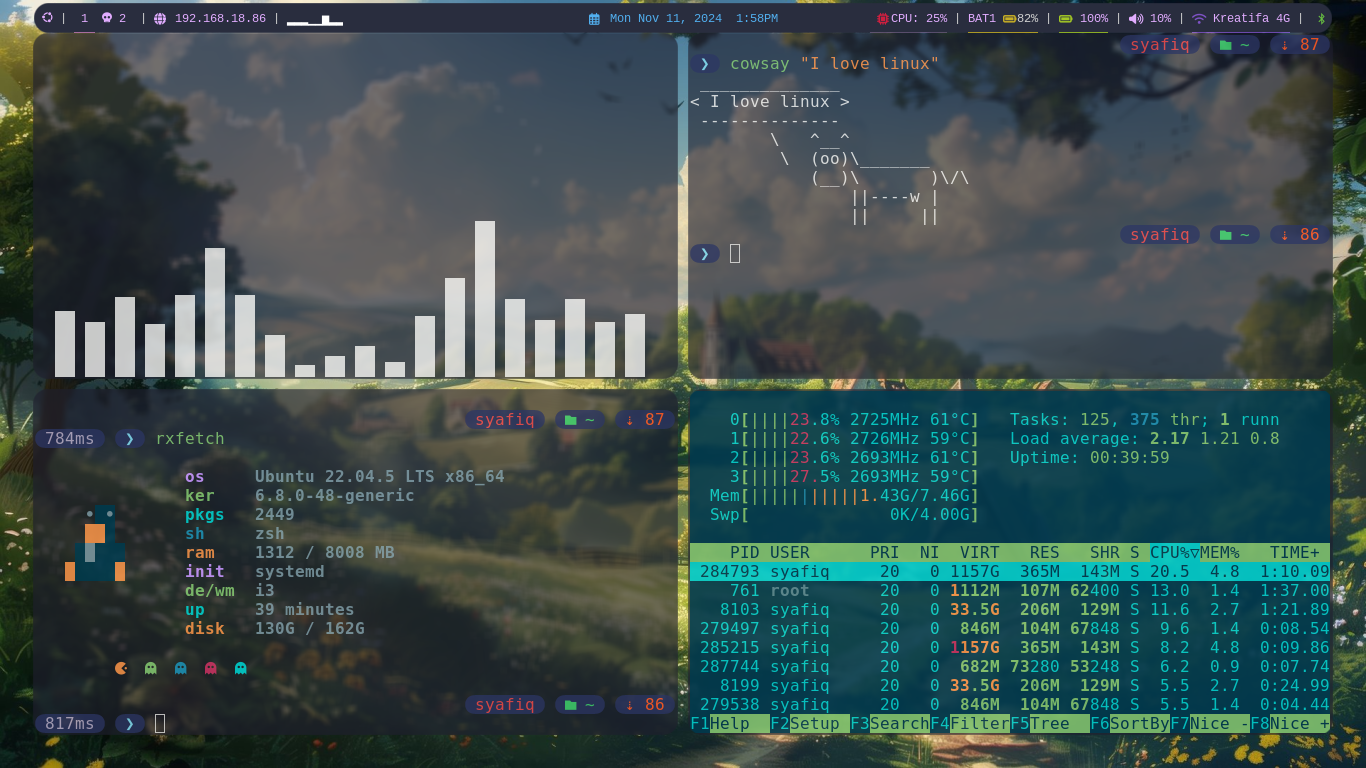 | 1 2 | 192.168.18.86 | Mon Nov 11, 2024 1:58PM CPU: 25% | BAT1 82% | 100% | 10% | Kreatifa 4G |
syafiq ~ ↓ 87
❯ cowsay "I love linux"
______________
< I love linux >
--------------
\   ^__^
\  (oo)\_______
(__)\       )\/\
||----w |
||     ||
syafiq ~ ↓ 86
❯
syafiq ~ ↓ 87
784ms ❯ rxfetch
os Ubuntu 22.04.5 LTS x86_64
ker 6.8.0-48-generic
pkgs 2449
sh zsh
ram 1312 / 8008 MB
init systemd
de/wm i3
up 39 minutes
disk 130G / 162G
syafiq ~ ↓ 86
817ms ❯
0[||||23.8% 2725MHz 61°C] Tasks: 125, 375 thr; 1 runn
1[||||22.6% 2726MHz 59°C] Load average: 2.17 1.21 0.8
2[||||23.6% 2693MHz 61°C] Uptime: 00:39:59
3[||||27.5% 2693MHz 59°C]
Mem[|||||||||||1.43G/7.46G]
Swp[ 0K/4.00G]
PID USER PRI NI VIRT RES SHR S CPU%▽MEM% TIME+
284793 syafiq 20 0 1157G 365M 143M S 20.5 4.8 1:10.09
761 root 20 0 1112M 107M 62400 S 13.0 1.4 1:37.00
8103 syafiq 20 0 33.5G 206M 129M S 11.6 2.7 1:21.89
279497 syafiq 20 0 846M 104M 67848 S 9.6 1.4 0:08.54
285215 syafiq 20 0 1157G 365M 143M S 8.2 4.8 0:09.86
287744 syafiq 20 0 682M 73280 53248 S 6.2 0.9 0:07.74
8199 syafiq 20 0 33.5G 206M 129M S 5.5 2.7 0:24.99
279538 syafiq 20 0 846M 104M 67848 S 5.5 1.4 0:04.44
F1Help F2Setup F3SearchF4FilterF5Tree F6SortByF7Nice -F8Nice +